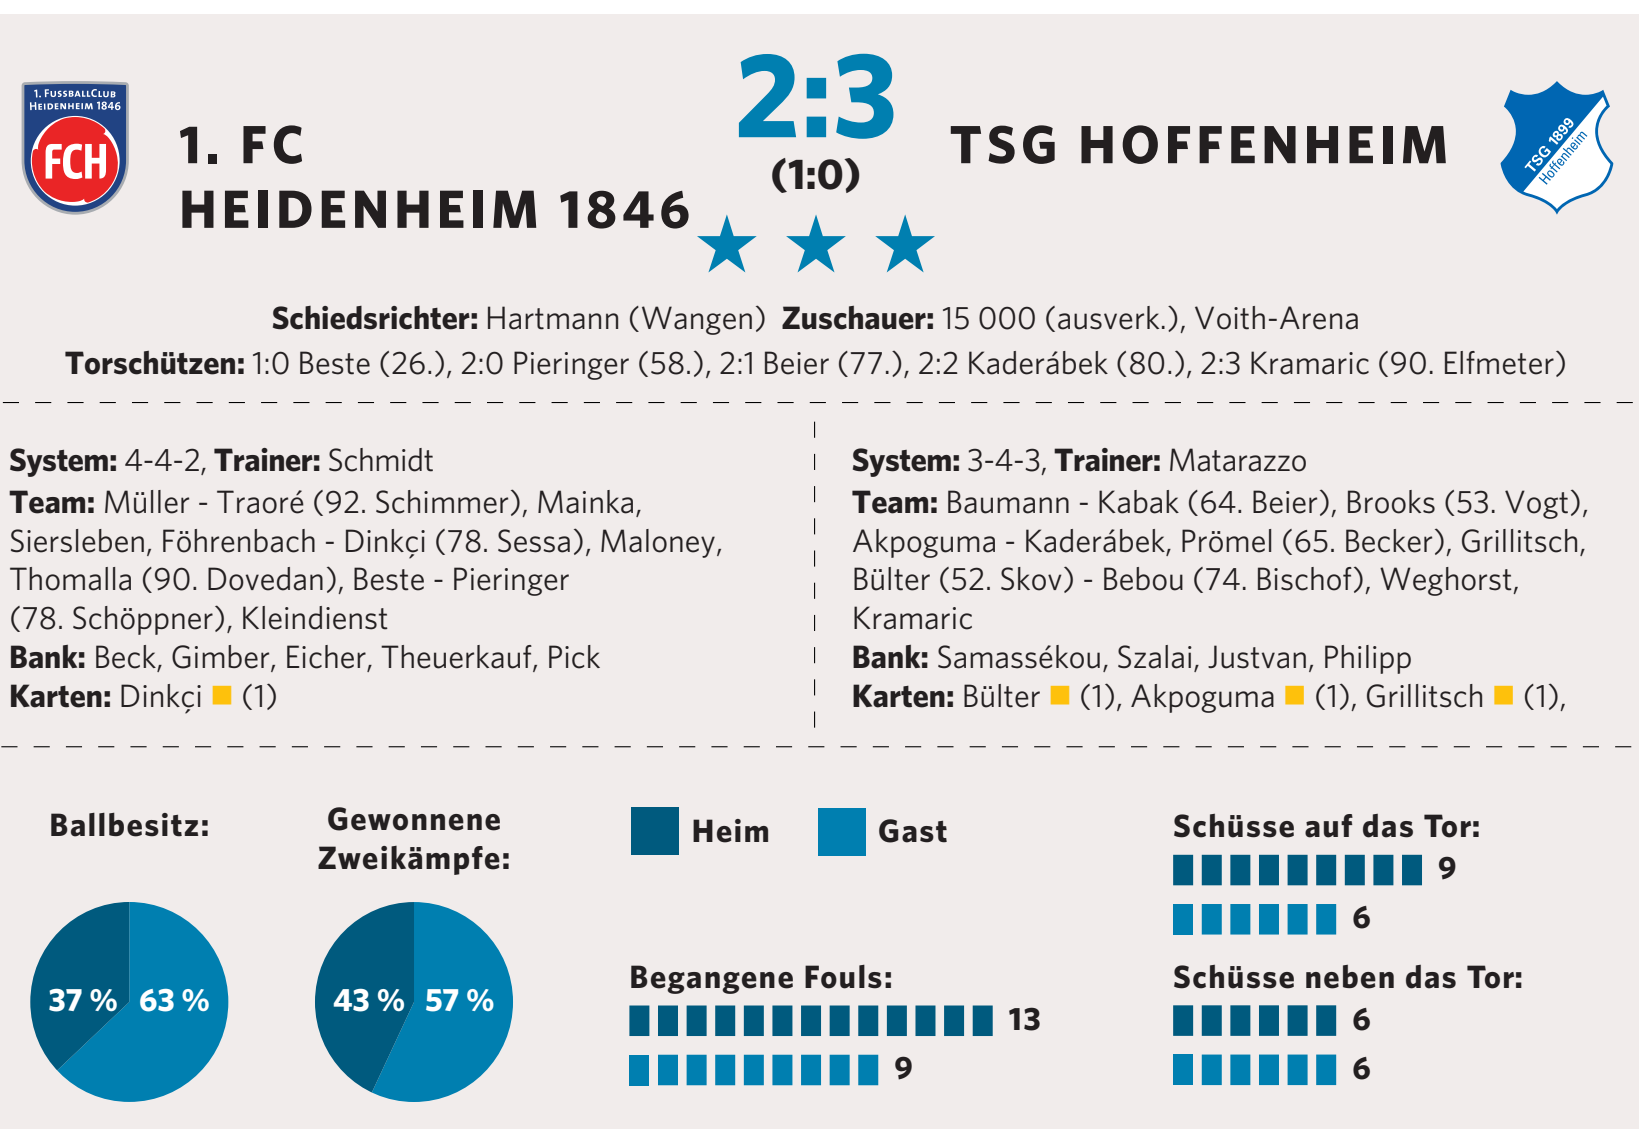 2:3
(1:0)
1. FUSSBALLCLUB
HEIDENHEIM 1846
FCH
1. FC
HEIDENHEIM 1846
TSG HOFFENHEIM
TSG 1899
Hoffenheim
Schiedsrichter: Hartmann (Wangen) Zuschauer: 15 000 (ausverk.), Voith-Arena
Torschützen: 1:0 Beste (26.), 2:0 Pieringer (58.), 2:1 Beier (77.), 2:2 Kaderábek (80.), 2:3 Kramaric (90. Elfmeter)
System: 4-4-2, Trainer: Schmidt
Team: Müller - Traoré (92. Schimmer), Mainka,
Siersleben, Föhrenbach - Dinkçi (78. Sessa), Maloney,
Thomalla (90. Dovedan), Beste - Pieringer
(78. Schöppner), Kleindienst
Bank: Beck, Gimber, Eicher, Theuerkauf, Pick
Karten: Dinkçi (1)
System: 3-4-3, Trainer: Matarazzo
Team: Baumann - Kabak (64. Beier), Brooks (53. Vogt),
Akpoguma - Kaderábek, Prömel (65. Becker), Grillitsch,
Bülter (52. Skov) - Bebou (74. Bischof), Weghorst,
Kramaric
Bank: Samassékou, Szalai, Justvan, Philipp
Karten: Bülter (1), Akpoguma (1), Grillitsch (1),
Ballbesitz:
37 % 63 %
Gewonnene
Zweikämpfe:
43 % 57 %
Heim Gast
Begangene Fouls:
13
9
Schüsse auf das Tor:
9
6
Schüsse neben das Tor:
6
6